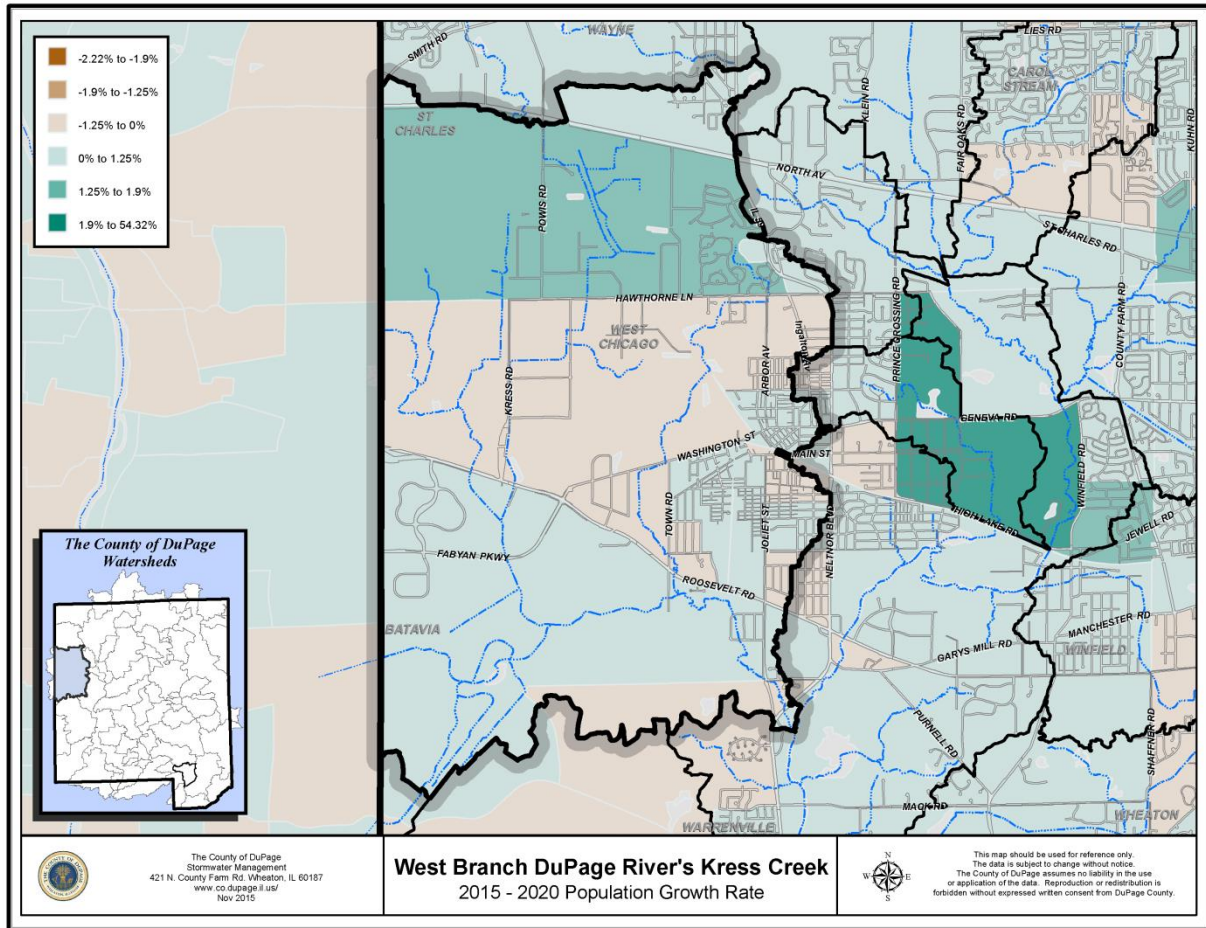 -2.22% to -1.9%
-1.9% to -1.25%
-1.25% to 0%
0% to 1.25%
1.25% to 1.9%
1.9% to 54.32%
WAYNE
SMITH RD
LIES RD
CAROL
STREAM
KLEIN RD
FAIR OAKS RD
KUHN RD
ST
CHARLES
POWIS RD
NORTH AV
ST CHARLES RD
HAWTHORNE LN
PRINCE CROSSING RD
COUNTY FARM RD
WEST
CHICAGO
KRESS RD
ARBOR AV
GENEVA RD
WASHINGTON ST
MAIN ST
WINFIELD RD
TOWN RD
JOLIET ST
NELTNOR BLVD
HIGH LAKE RD
JEWELL RD
FABYAN PKWY
ROOSEVELT RD
BATAVIA
MANCHESTER RD
GARYS MILL RD
WINFIELD
PURNELL RD
SHAFFNER RD
MACK RD
WARRENVILLE
WHEATON
The County of DuPage
Watersheds
The County of DuPage
Stormwater Management
421 N. County Farm Rd. Wheaton, IL 60187
www.co.dupage.il.us/
Nov 2015
West Branch DuPage River's Kress Creek
2015 - 2020 Population Growth Rate
N
W
E
S
This map should be used for reference only.
The data is subject to change without notice.
The County of DuPage assumes no liability in the use
or application of the data. Reproduction or redistribution is
forbidden without expressed written consent from DuPage County.